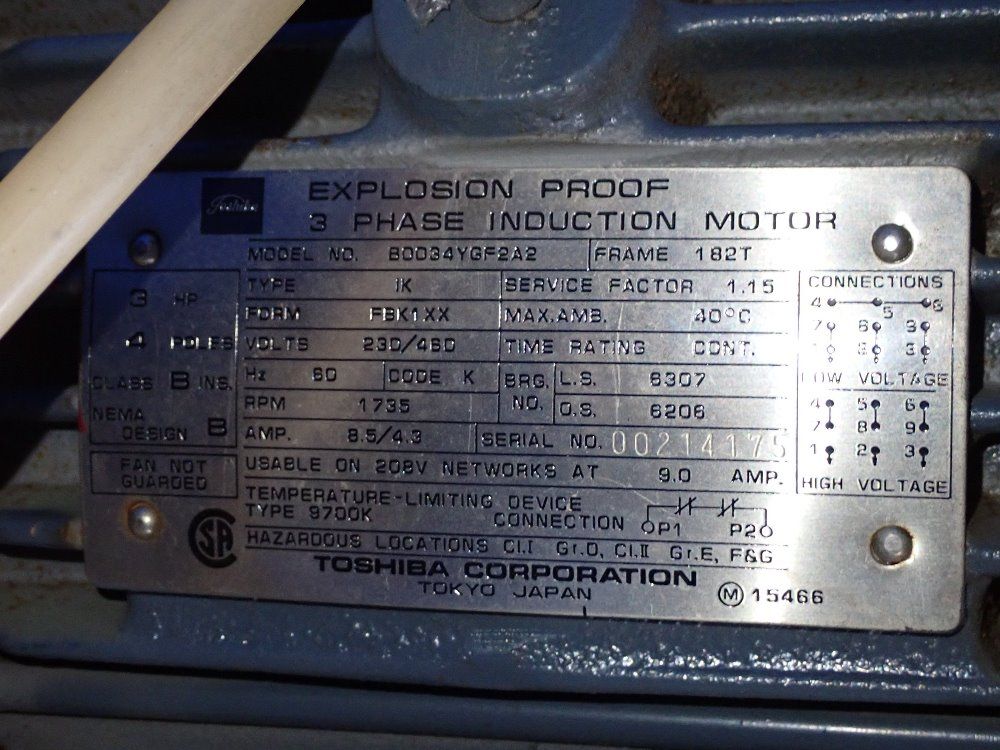 Toshiba
EXPLOSION PROOF
3 PHASE INDUCTION MOTOR
MODEL NO. B0034YGF2A2 FRAME 182T
3 HP
4 POLES
CLASS B INS.
NEMA DESIGN B
FAN NOT GUARDED
TYPE IK SERVICE FACTOR 1.15
FORM FBK1XX MAX.AMB. 40°C
VOLTS 230/460 TIME RATING CONT.
Hz 60 CODE K BRG. NO. L.S. 6307
RPM 1735 O.S. 6206
AMP. 8.5/4.3 SERIAL NO. 00214175
USABLE ON 208V NETWORKS AT 9.0 AMP.
TEMPERATURE-LIMITING DEVICE
TYPE 9700K CONNECTION P1 P2
HAZARDOUS LOCATIONS Cl.I Gr.D, Cl.II Gr.E, F&G
CONNECTIONS
4 5 6
7 8 9
1 2 3
LOW VOLTAGE
4 5 6
7 8 9
1 2 3
HIGH VOLTAGE
SA
TOSHIBA CORPORATION
TOKYO JAPAN
M 15466